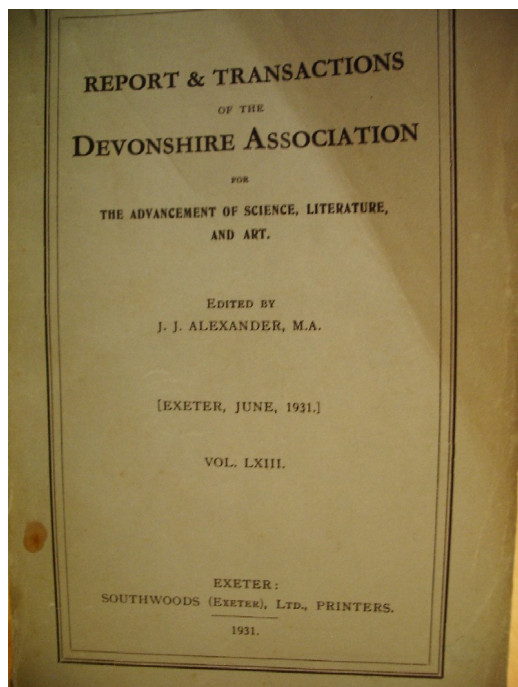 REPORT & TRANSACTIONS
OF THE
DEVONSHIRE ASSOCIATION
FOR
THE ADVANCEMENT OF SCIENCE, LITERATURE,
AND ART.
EDITED BY
J. J. ALEXANDER, M.A.
[EXETER, JUNE, 1931.]
VOL. LXIII.
EXETER:
SOUTHWOODS (EXETER), LTD., PRINTERS.
1931.